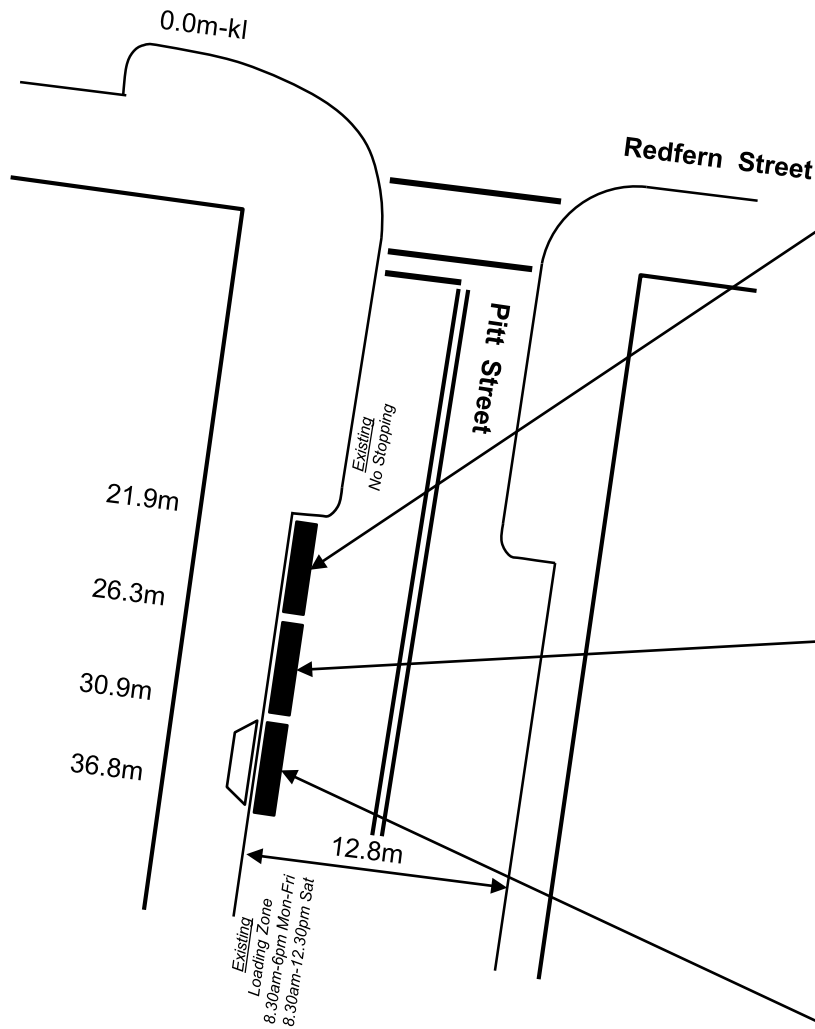 0.0m-kl
Redfern Street
Pitt Street
Existing
No Stopping
21.9m
26.3m
30.9m
36.8m
12.8m
Existing
Loading Zone
8.30am-6pm Mon-Fri
8.30am-12.30pm Sat